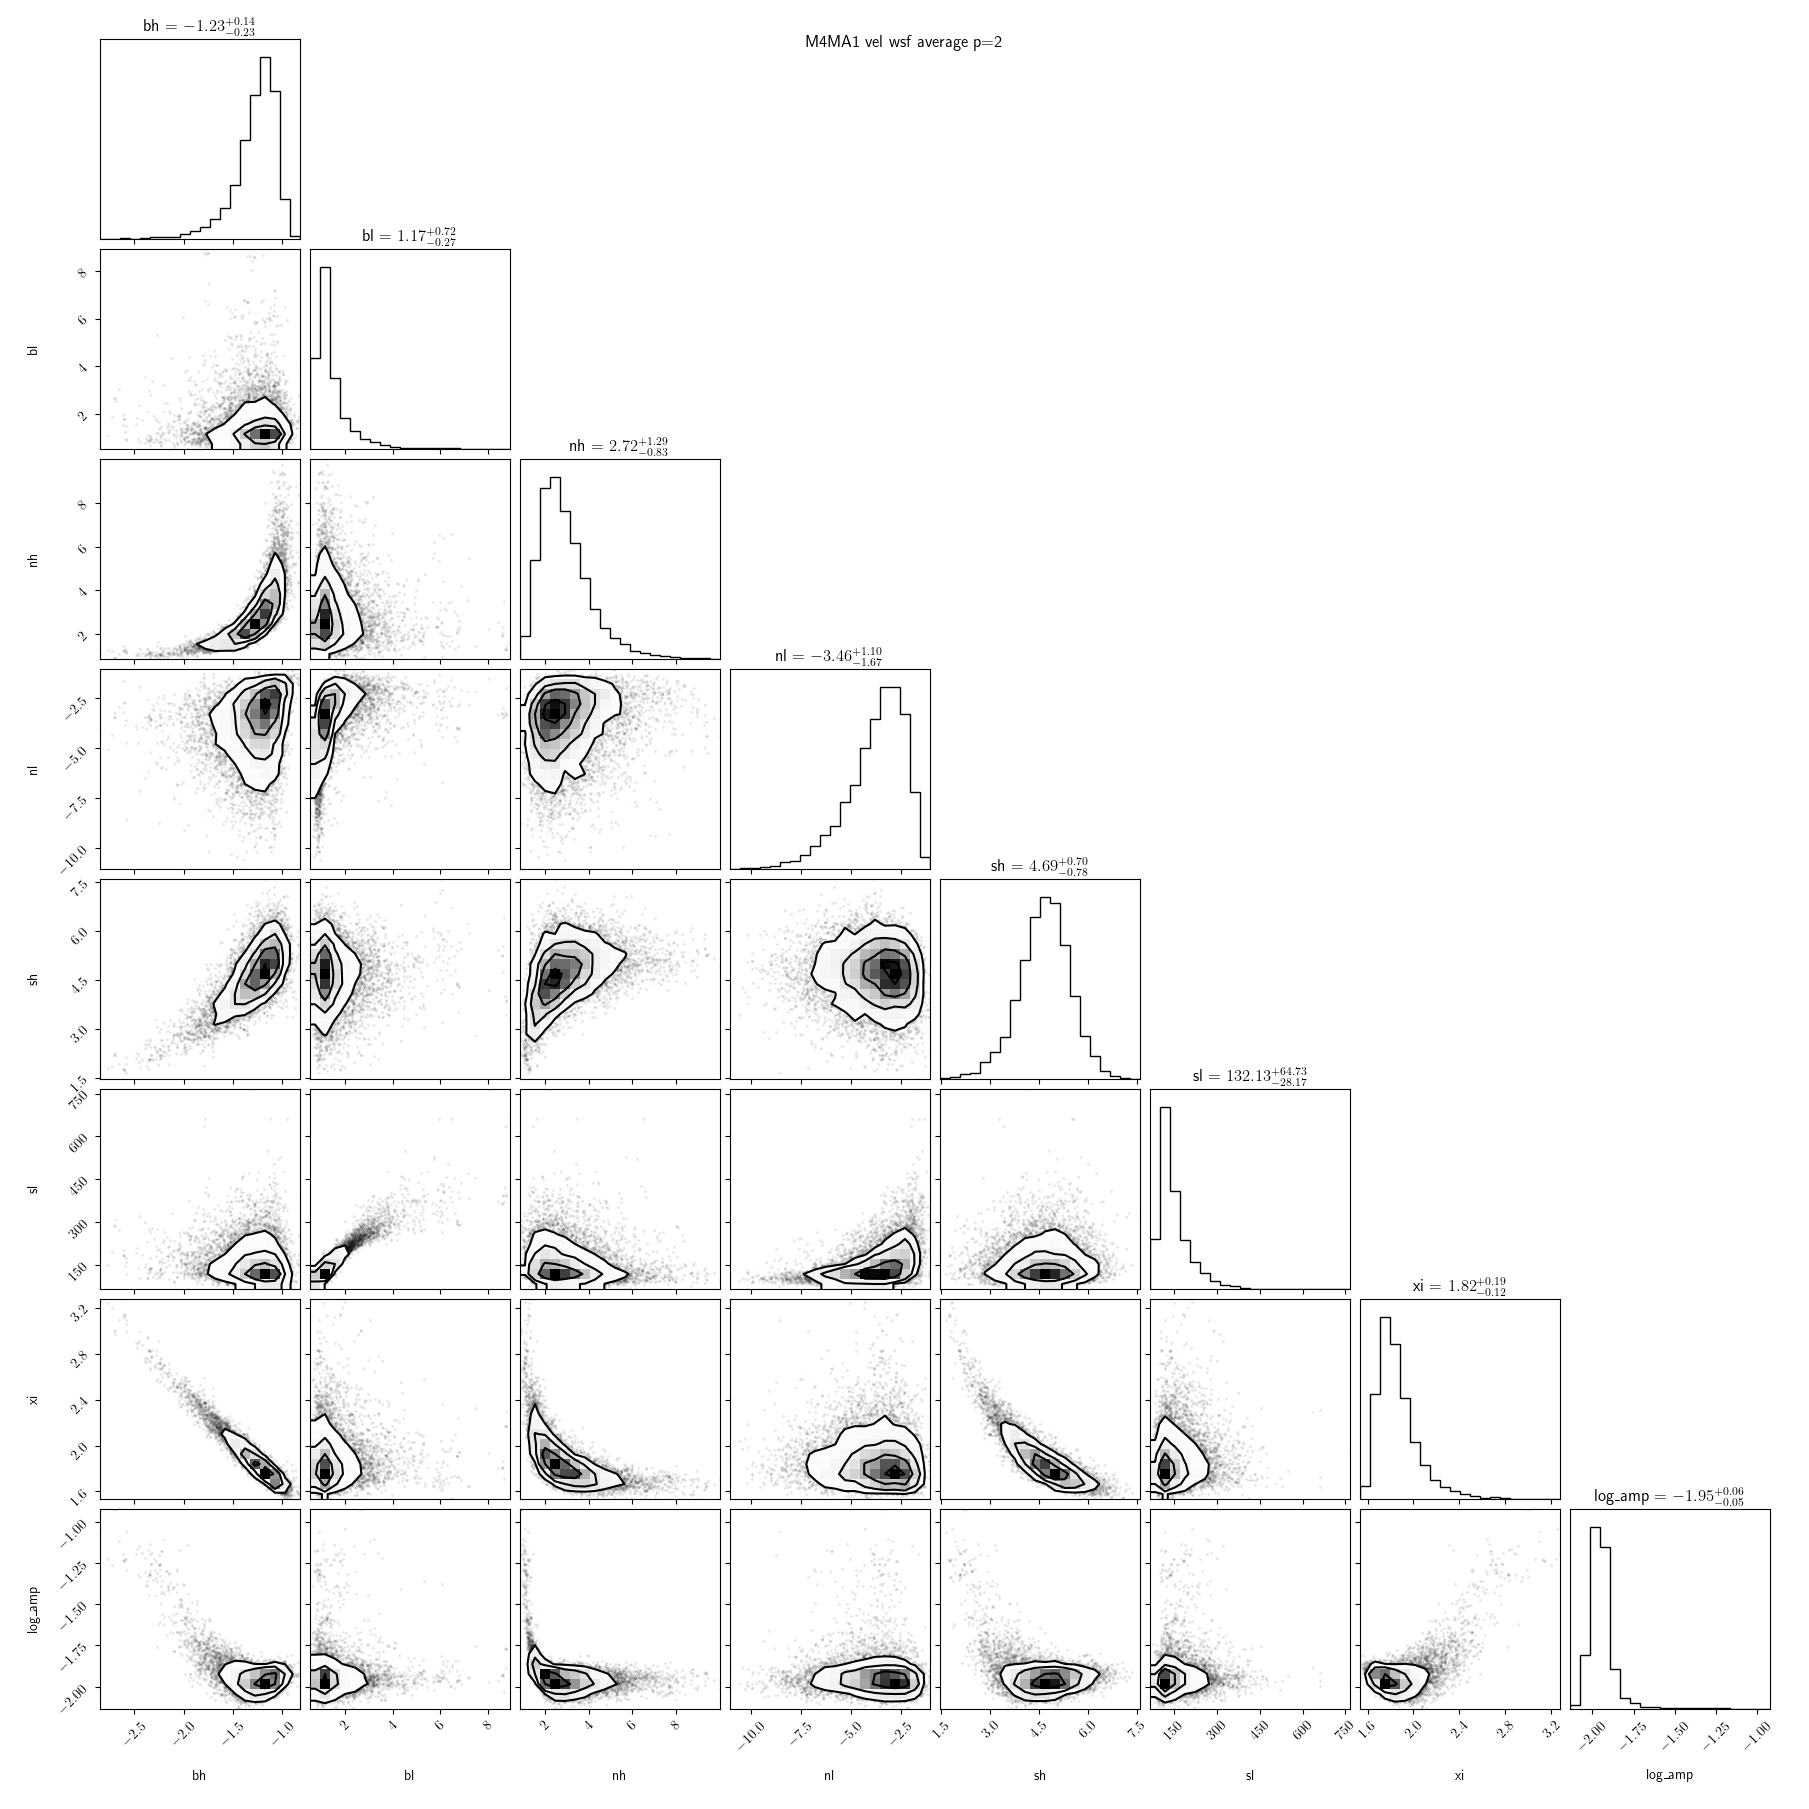 M4MA1 vel wsf average p=2
bh = −1.23+0.14−0.23
bl = 1.17+0.72−0.27
8
6
4
2
bl
nh = 2.72+1.29−0.83
8
6
4
2
nh
nl = −3.46+1.10−1.67
−2.5
−5.0
−7.5
−10.0
nl
sh = 4.69+0.70−0.78
7.5
6.0
4.5
3.0
1.5
sh
sl = 132.13+64.73−28.17
750
600
450
300
150
sl
xi = 1.82+0.19−0.12
3.2
2.8
2.4
2.0
1.6
xi
log_amp = −1.95+0.06−0.05
−1.00
−1.25
−1.50
−1.75
−2.00
log_amp
−2.5 −2.0 −1.5 −1.0 2 4 6 8 2 4 6 8 −10.0 −7.5 −5.0 −2.5 1.5 3.0 4.5 6.0 7.5 150 300 450 600 750 1.6 2.0 2.4 2.8 3.2 −2.00 −1.75 −1.50 −1.25 −1.00
bh bl nh nl sh sl xi log_amp